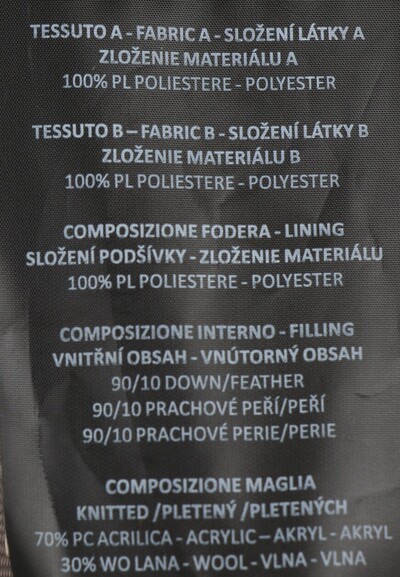 TESSUTO A - FABRIC A - SLOŽENÍ LÁTKY A
ZLOŽENIE MATERIÁLU A
100% PL POLIESTERE - POLYESTER
TESSUTO B – FABRIC B - SLOŽENÍ LÁTKY B
ZLOŽENIE MATERIÁLU B
100% PL POLIESTERE - POLYESTER
COMPOSIZIONE FODERA - LINING
SLOŽENÍ PODŠÍVKY - ZLOŽENIE MATERIÁLU
100% PL POLIESTERE - POLYESTER
COMPOSIZIONE INTERNO - FILLING
VNITŘNÍ OBSAH - VNÚTORNÝ OBSAH
90/10 DOWN/FEATHER
90/10 PRACHOVÉ PEŘÍ/PEŘÍ
90/10 PRACHOVÉ PERIE/PERIE
COMPOSIZIONE MAGLIA
KNITTED /PLETENÝ /PLETENÝCH
70% PC ACRILICA - ACRYLIC – AKRYL - AKRYL
30% WO LANA - WOOL - VLNA - VLNA